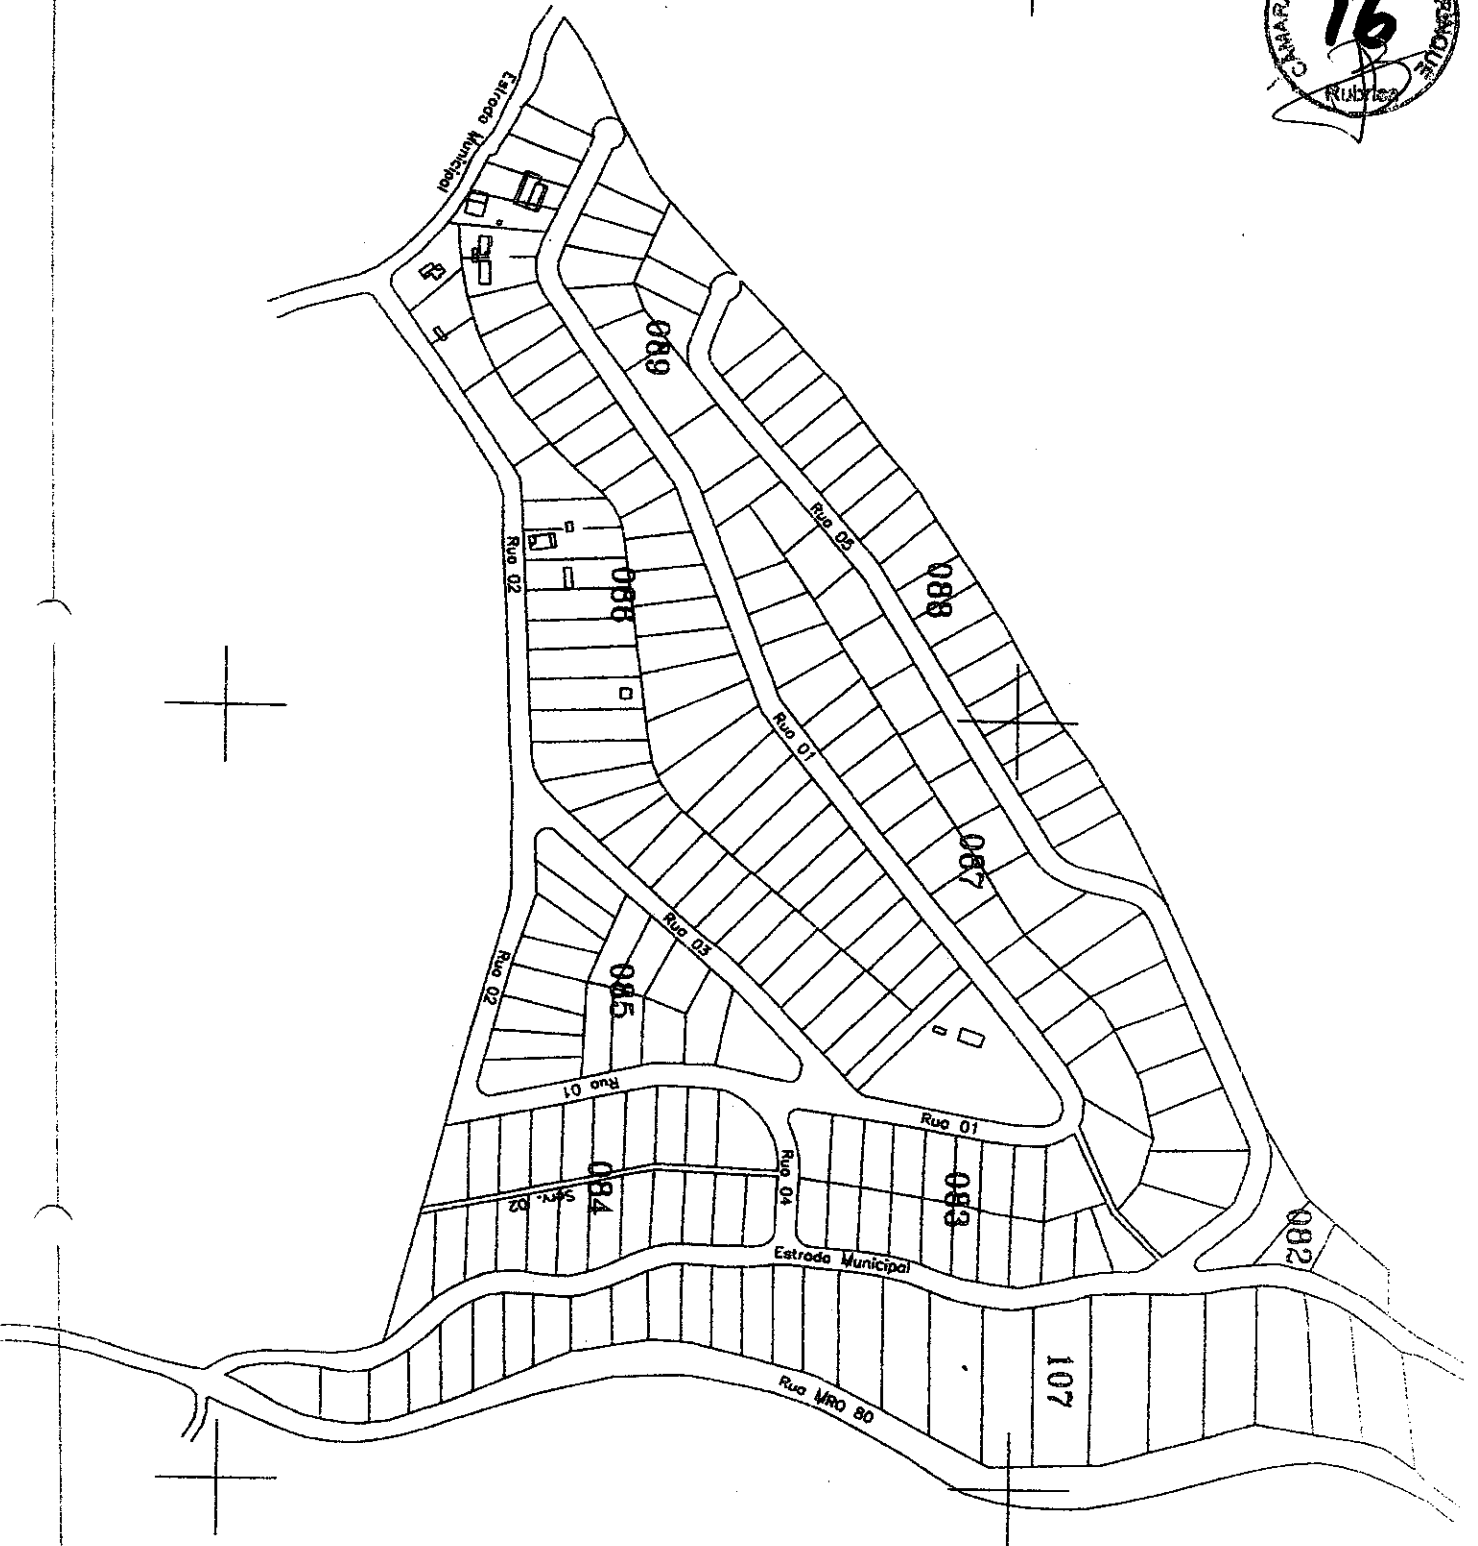 16
CÂMARA
Rubrica
Estrada Municipal
089
Rua 05
Rua 02
088
086
Rua 01
087
Rua 03
Rua 02
085
Rua 01
Rua 01
Rua 04
084
Serv. 02
083
082
Estrada Municipal
107
Rua MRO 80